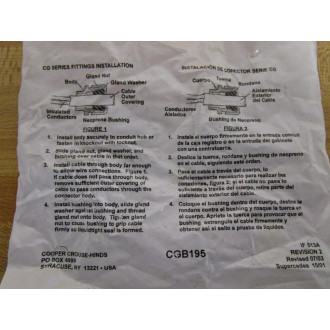 CG SERIES FITTINGS INSTALLATION
Gland Nut
Body
Gland Washer
Cable
Outer
Covering
Insulated
Conductors
Neoprene Bushing
FIGURE 1
1. Install body securely to conduit hub or
fasten in knockout with locknut.
2. Slide gland nut, gland washer, and
bushing over cable in that order.
3. Install cable through body far enough
to allow wire connections. Figure 1.
If cable does not pass through body,
remove sufficient outer covering of
cable to pass conductors through the
connector body.
4. Install bushing into body, slide gland
washer against bushing and thread
gland nut onto body. Tighten gland
nut to cause bushing to grip cable
firmly so liquidtight seal is formed.
COOPER CROUSE-HINDS
PO BOX 4999
SYRACUSE, NY 13221 • USA
INSTALACIÓN DE CONECTOR SERIE CG
Tuerca
Cuerpo
Rondana
Aislamiento
Exterior
del Cable
Conductores
Aislados
Bushing de Neopreno
1. Instale el cuerpo firmemente en la entrada
la caja registro o en la entrada del gabinete
con una contratuerca.
2. Deslice la tuerca, rondana y bushing de neopreno
en el cable, siguiendo este orden.
3. Pase el cable a través del cuerpo, lo
suficientemente para realizar las
conexiones, figura 2; si el cable no pasa lo
suficiente a través del cuerpo, retire parte
del aislamiento exterior del cable.
4. Coloque el bushing dentro del cuerpo, deslice la
rondana contra el bushing y rosque la tuerca en
el cuerpo. Apriete la tuerca para provocar que el
bushing, apretando el cable firmemente y
obtener así el sello a prueba de líquidos.
CGB195
IF 513A
REVISION 3
Revised 07/03
Supercedes 10/01